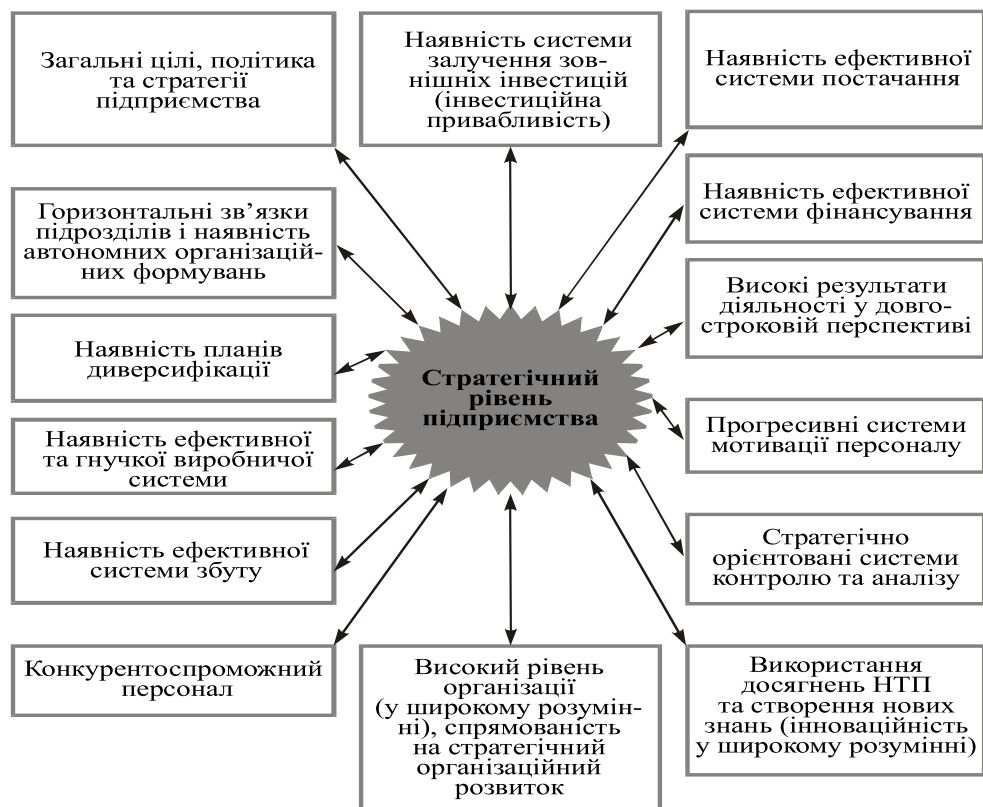 Загальні цілі, політика
та стратегії
підприємства
Наявність системи
залучення зов-
нішніх інвестицій
(інвестиційна
привабливість)
Наявність ефективної
системи постачання
Горизонтальні зв’язки
підрозділів і наявність
автономних організацій-
них формувань
Наявність ефективної
системи фінансування
Високі результати
діяльності у довго-
строковій перспективі
Наявність планів
диверсифікації
Стратегічний
рівень
підприємства
Прогресивні системи
мотивації персоналу
Наявність ефективної
та гнучкої виробничої
системи
Наявність ефективної
системи збуту
Стратегічно
орієнтовані системи
контролю та аналізу
Конкурентоспроможний
персонал
Високий рівень
організації
(у широкому розумін-
ні), спрямованість
на стратегічний
організаційний
розвиток
Використання
досягнень НТП
та створення нових
знань (інноваційність
у широкому розумінні)